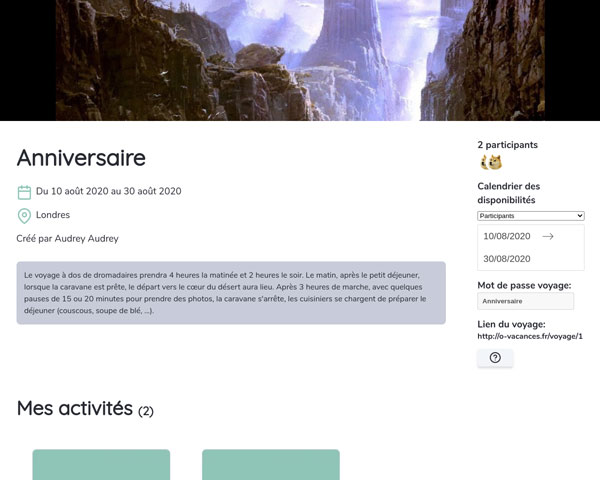 Anniversaire
Du 10 août 2020 au 30 août 2020
Londres
Créé par Audrey Audrey
Le voyage à dos de dromadaires prendra 4 heures la matinée et 2 heures le soir. Le matin, après le petit déjeuner,
lorsque la caravane est prête, le départ vers le cœur du désert aura lieu. Après 3 heures de marche, avec quelques
pauses de 15 ou 20 minutes pour prendre des photos, la caravane s'arrête, les cuisiniers se chargent de préparer le
déjeuner (couscous, soupe de blé, ...).
2 participants
Calendrier des
disponibilités
Participants
10/08/2020
30/08/2020
Mot de passe voyage:
Anniversaire
Lien du voyage:
http://o-vacances.fr/voyage/1
Mes activités (2)